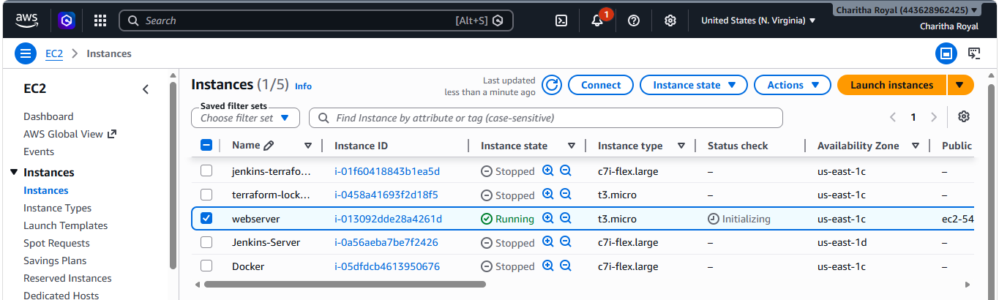 Charitha Royal (443628962425)
aws Search [Alt+S] 1 United States (N. Virginia) Charitha Royal
EC2 Instances
EC2
Dashboard
AWS Global View
Events
Instances
Instances
Instance Types
Launch Templates
Spot Requests
Savings Plans
Reserved Instances
Dedicated Hosts
Instances (1/5) Info Last updated less than a minute ago Connect Instance state Actions Launch instances
Saved filter sets
Choose filter set Find Instance by attribute or tag (case-sensitive) 1
Name Instance ID Instance state Instance type Status check Availability Zone Public
jenkins-terrafo... i-01f60418843b1ea5d Stopped c7i-flex.large – us-east-1c –
terraform-lock... i-0458a41693f2d18f5 Stopped t3.micro – us-east-1c –
webserver i-013092dde28a4261d Running t3.micro Initializing us-east-1c ec2-54
Jenkins-Server i-0a56aeba7be7f2426 Stopped c7i-flex.large – us-east-1d –
Docker i-05dfdcb4613950676 Stopped c7i-flex.large – us-east-1c –